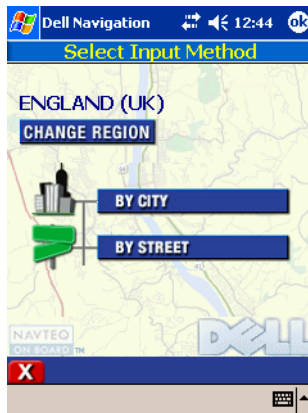 Dell Navigation 12:44 ok
Select Input Method
ENGLAND (UK)
CHANGE REGION
BY CITY
BY STREET
NAVTEQ
ON BOARD TM
DELL
X